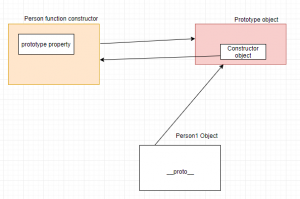 Person function constructor
Prototype object
prototype property
Constructor
object
Person1 Object
__proto__